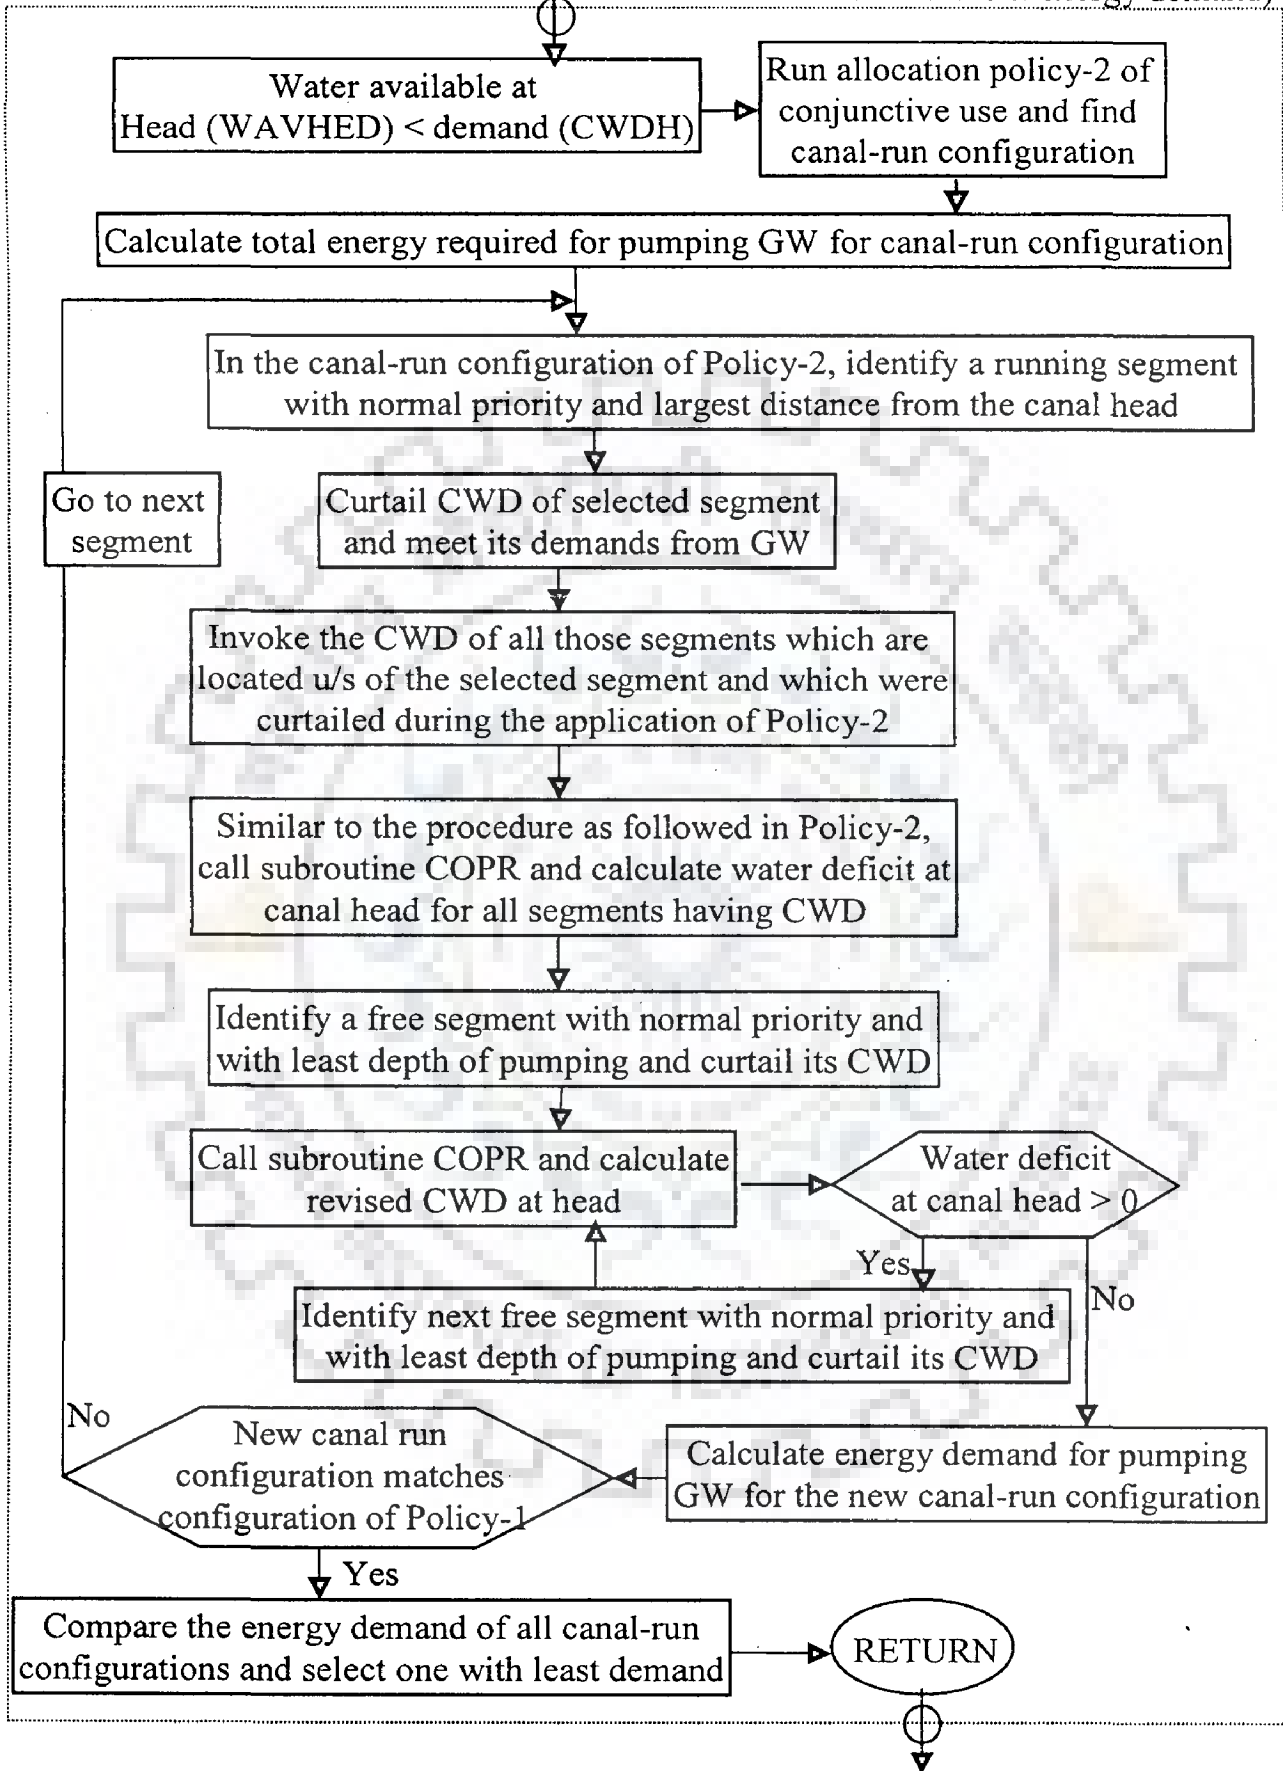 energy demand)
Water available at
Head (WAVHED) < demand (CWDH)
Run allocation policy-2 of
conjunctive use and find
canal-run configuration
Calculate total energy required for pumping GW for canal-run configuration
In the canal-run configuration of Policy-2, identify a running segment
with normal priority and largest distance from the canal head
Go to next
segment
Curtail CWD of selected segment
and meet its demands from GW
Invoke the CWD of all those segments which are
located u/s of the selected segment and which were
curtailed during the application of Policy-2
Similar to the procedure as followed in Policy-2,
call subroutine COPR and calculate water deficit at
canal head for all segments having CWD
Identify a free segment with normal priority and
with least depth of pumping and curtail its CWD
Call subroutine COPR and calculate
revised CWD at head
Water deficit
at canal head > 0
Yes
No
Identify next free segment with normal priority and
with least depth of pumping and curtail its CWD
No
New canal run
configuration matches
configuration of Policy-1
Calculate energy demand for pumping
GW for the new canal-run configuration
Yes
Compare the energy demand of all canal-run
configurations and select one with least demand
RETURN